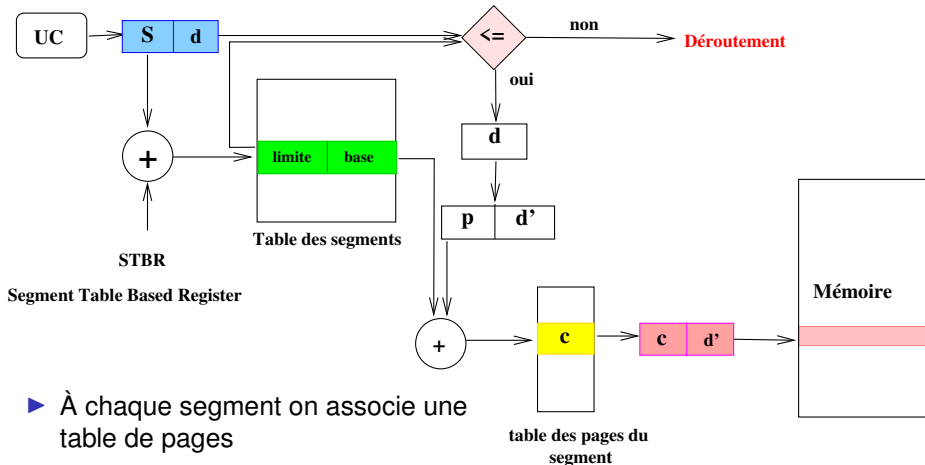 UC
S d
<=
non
Déroutement
oui
d
+
limite base
p d’
Table des segments
STBR
Segment Table Based Register
Mémoire
+
c
c d’
▶ À chaque segment on associe une
table de pages
table des pages du
segment